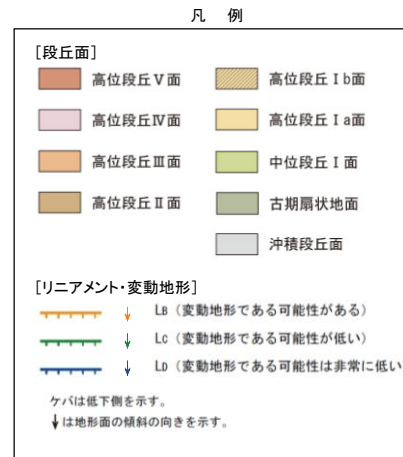 凡 例
[段丘面]
高位段丘Ⅴ面
高位段丘Ⅰb面
高位段丘Ⅳ面
高位段丘Ⅰa面
高位段丘Ⅲ面
中位段丘Ⅰ面
高位段丘Ⅱ面
古期扇状地面
沖積段丘面
[リニアメント・変動地形]
LB (変動地形である可能性がある)
LC (変動地形である可能性が低い)
LD (変動地形である可能性は非常に低い)
ケバは低下側を示す。
↓は地形面の傾斜の向きを示す。